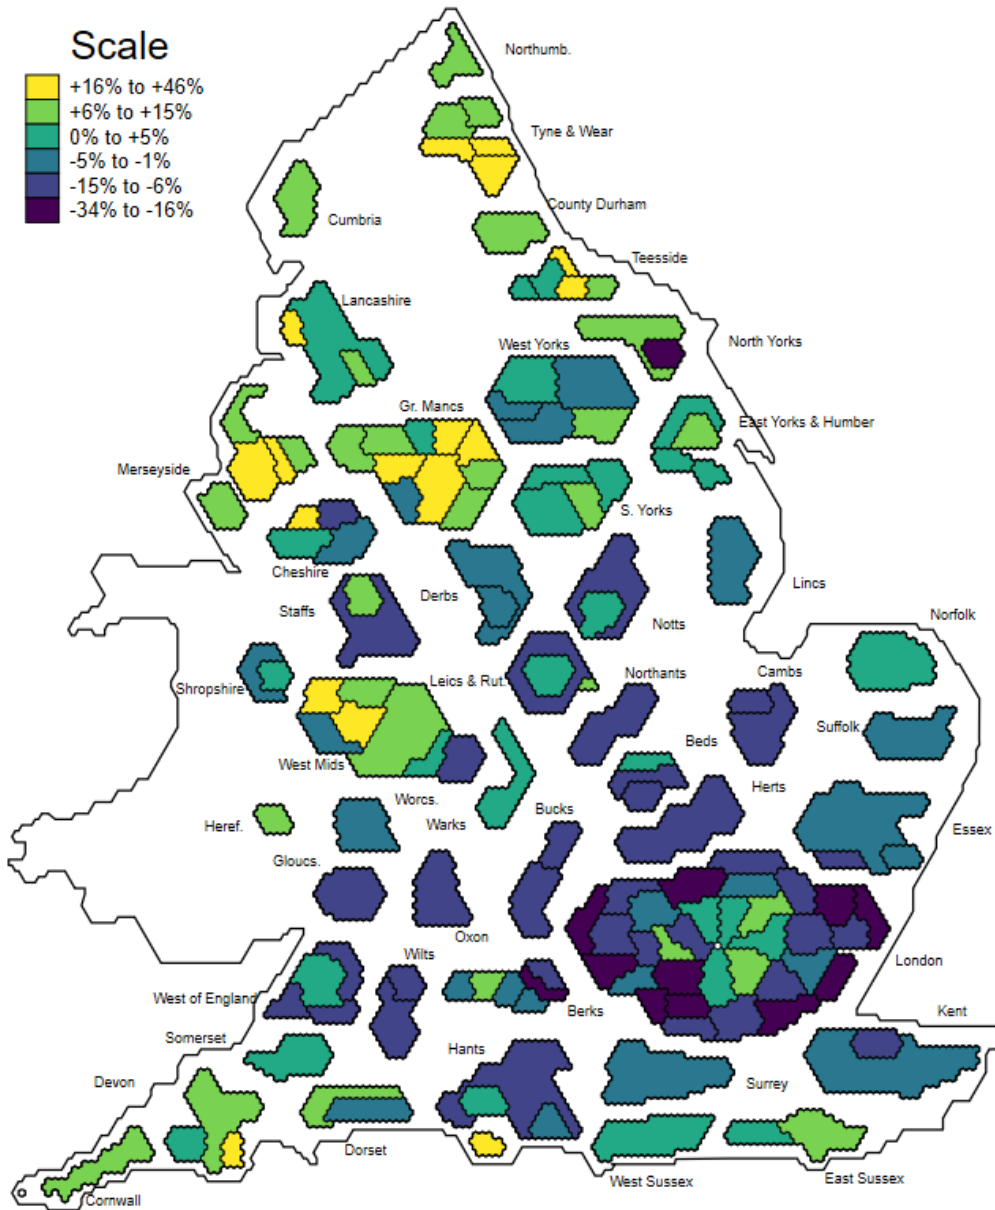 Scale
+16% to +46%
+6% to +15%
0% to +5%
-5% to -1%
-15% to -6%
-34% to -16%
Northumb.
Tyne & Wear
County Durham
Cumbria
Teesside
Lancashire
North Yorks
West Yorks
Gr. Mancs
East Yorks & Humber
Merseyside
S. Yorks
Cheshire
Lincs
Derbs
Staffs
Notts
Norfolk
Cambs
Northants
Leics & Rut.
Shropshire
Suffolk
Beds
West Mids
Herts
Worcs.
Bucks
Heref.
Warks
Essex
Gloucs.
Oxon
Wilts
London
West of England
Berks
Kent
Somerset
Hants
Devon
Surrey
Dorset
West Sussex
East Sussex
Cornwall